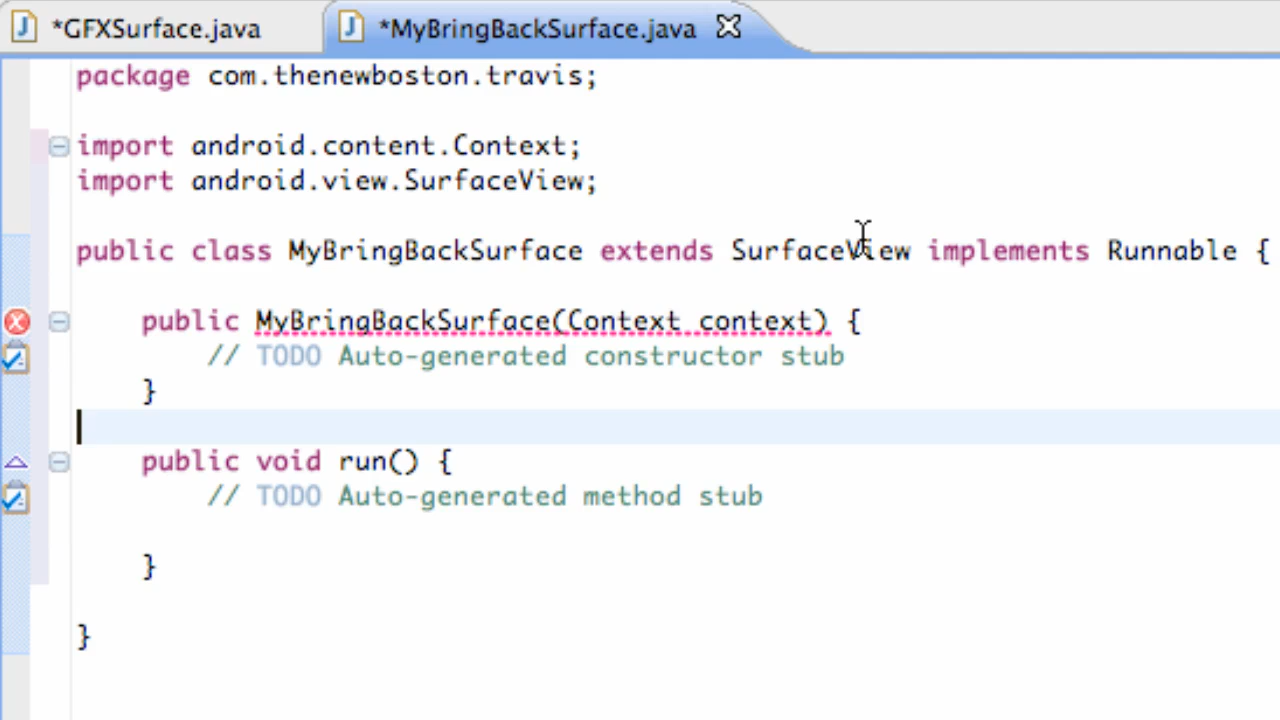 *GFXSurface.java
*MyBringBackSurface.java
package com.thenewboston.travis;
import android.content.Context;
import android.view.SurfaceView;
public class MyBringBackSurface extends SurfaceView implements Runnable {
public MyBringBackSurface(Context context) {
// TODO Auto-generated constructor stub
}
public void run() {
// TODO Auto-generated method stub
}
}